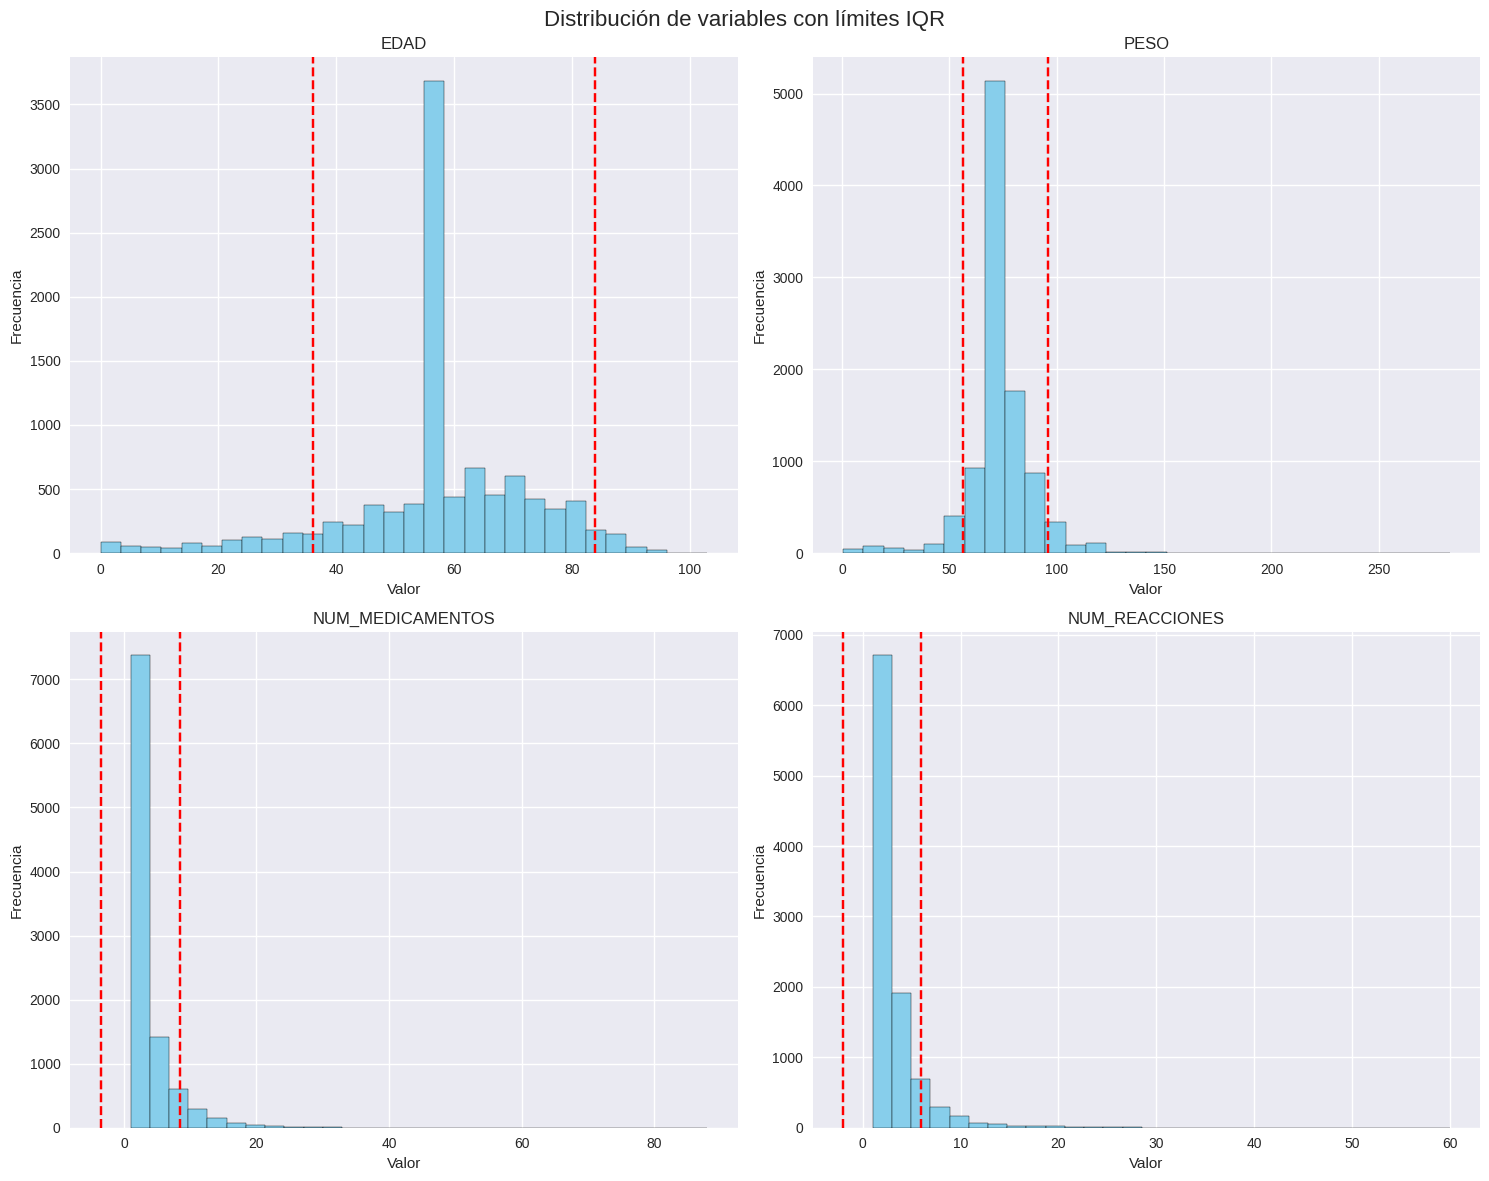 Distribución de variables con límites IQR
EDAD
Frecuencia
3500
3000
2500
2000
1500
1000
500
0
0 20 40 60 80 100
Valor
PESO
Frecuencia
5000
4000
3000
2000
1000
0
0 50 100 150 200 250
Valor
NUM_MEDICAMENTOS
Frecuencia
7000
6000
5000
4000
3000
2000
1000
0
0 20 40 60 80
Valor
NUM_REACCIONES
Frecuencia
7000
6000
5000
4000
3000
2000
1000
0
0 10 20 30 40 50 60
Valor